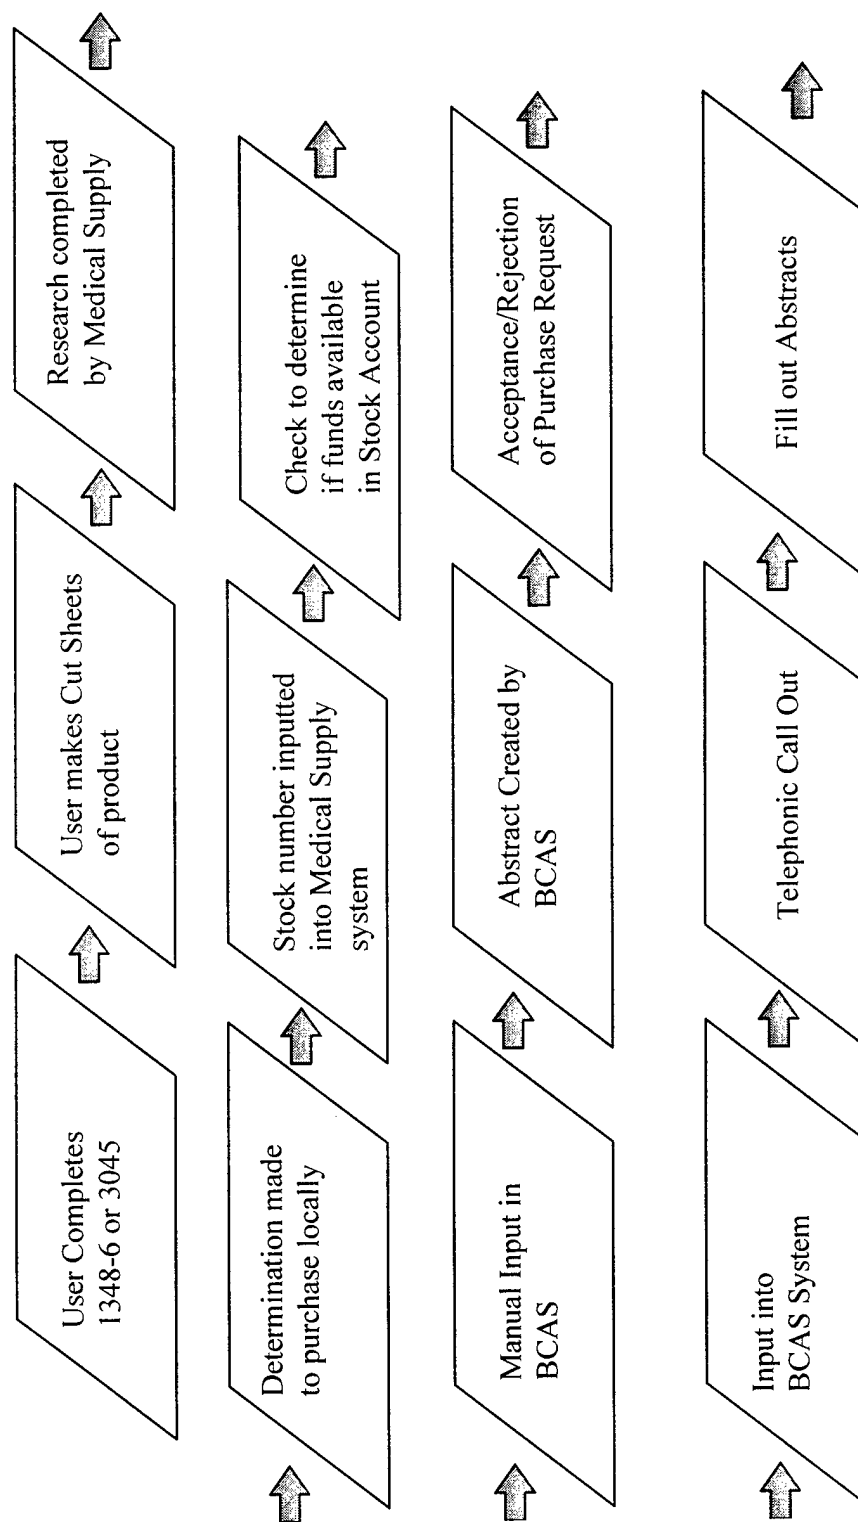 User Completes
1348-6 or 3045
User makes Cut Sheets
of product
Research completed
by Medical Supply
Determination made
to purchase locally
Stock number inputted
into Medical Supply
system
Check to determine
if funds available
in Stock Account
Manual Input in
BCAS
Abstract Created by
BCAS
Acceptance/Rejection
of Purchase Request
Input into
BCAS System
Telephonic Call Out
Fill out Abstracts